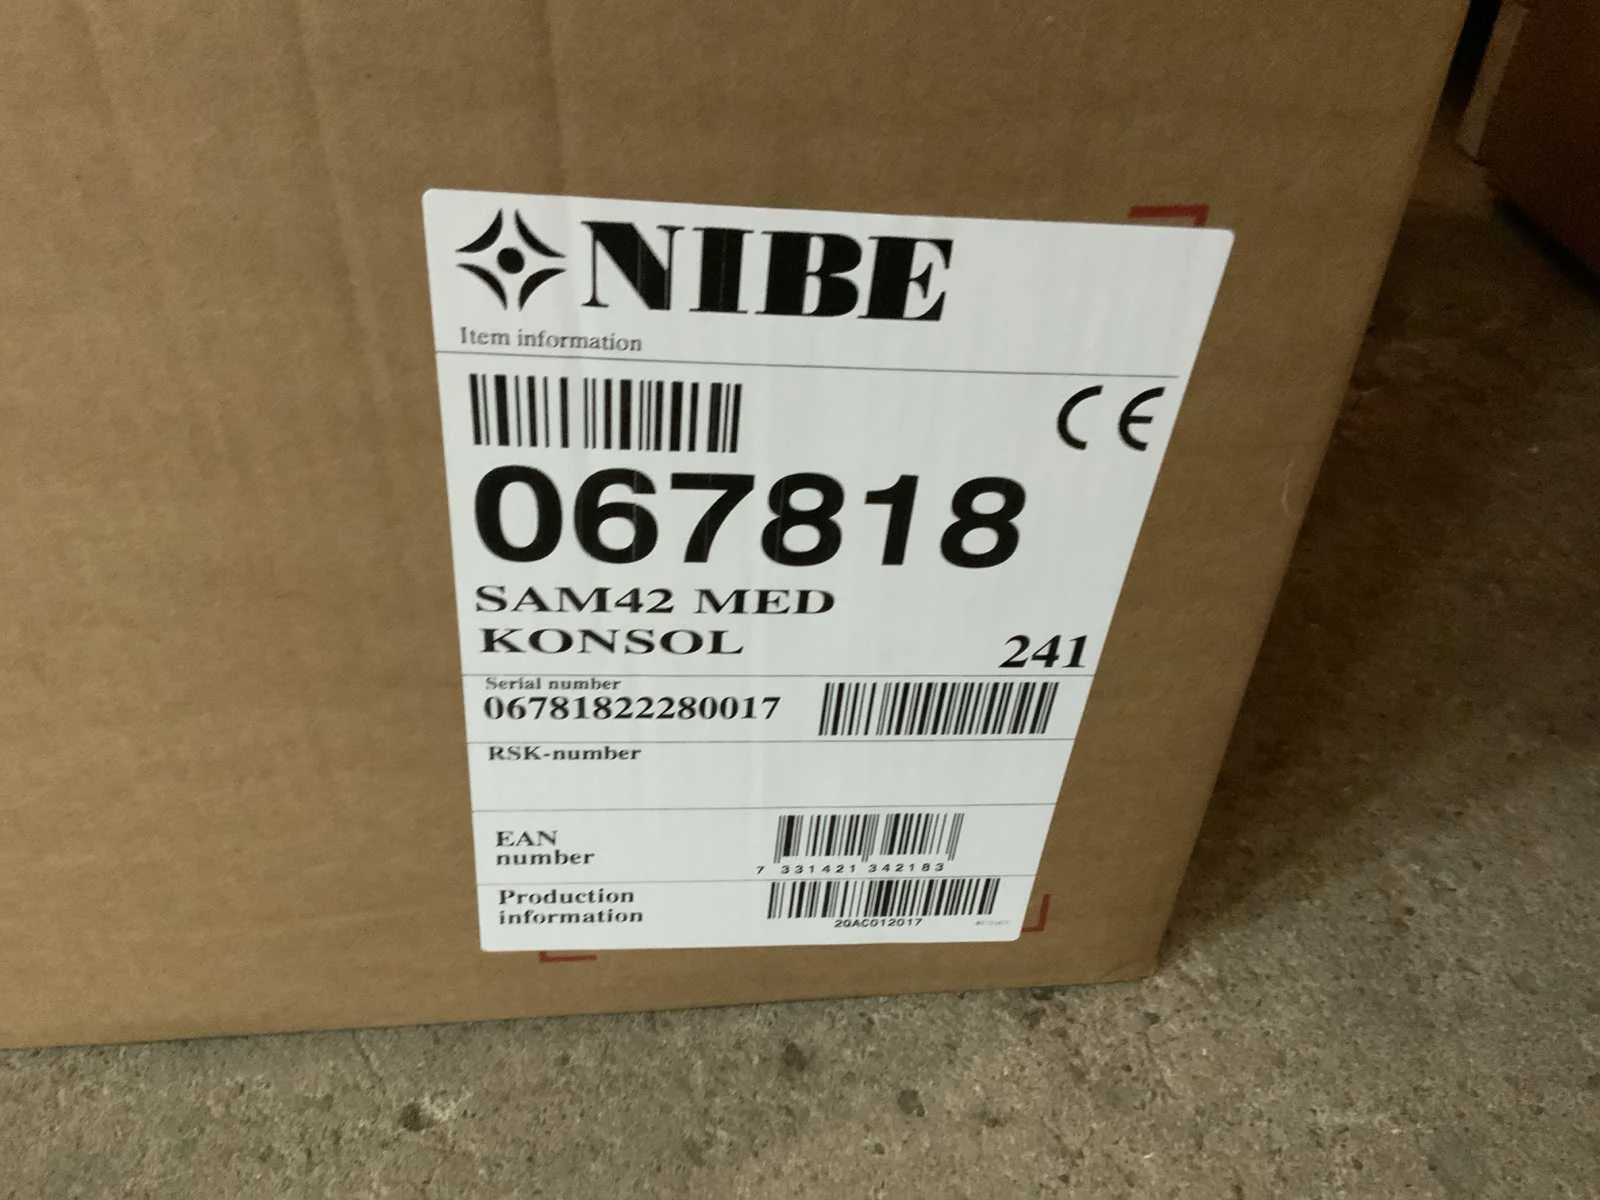 NIBE
Item information
CE
067818
SAM42 MED
KONSOL 241
Serial number
06781822280017
RSK-number
EAN
number
7 331421 342183
Production
information
20AC012017